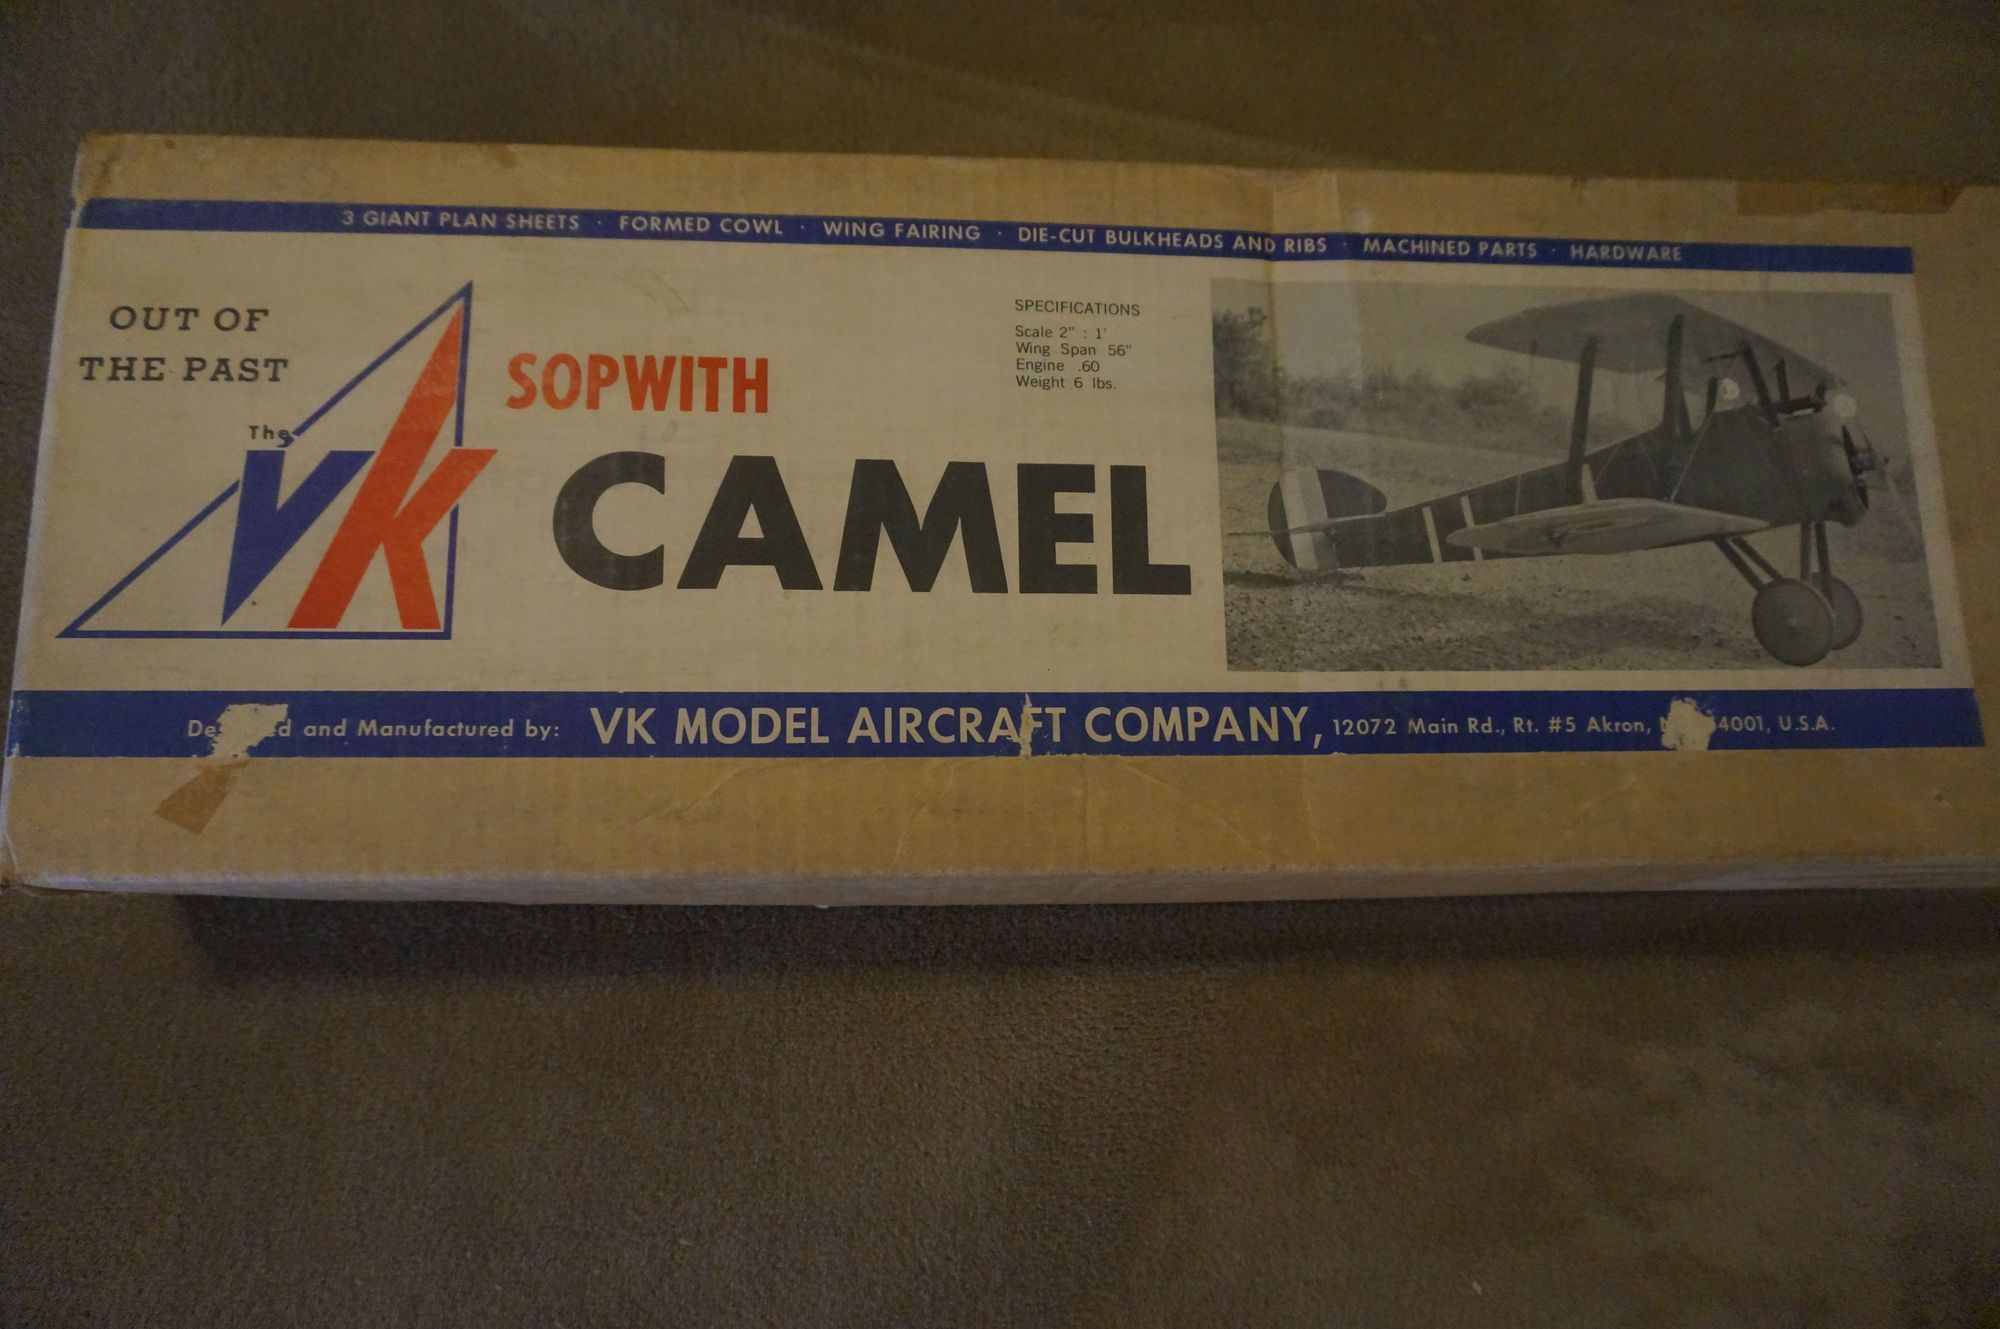 3 GIANT PLAN SHEETS · FORMED COWL · WING FAIRING · DIE-CUT BULKHEADS AND RIBS · MACHINED PARTS · HARDWARE
OUT OF
THE PAST
The
VK
SOPWITH
CAMEL
SPECIFICATIONS
Scale 2" : 1'
Wing Span 56"
Engine .60
Weight 6 lbs.
and Manufactured by: VK MODEL AIRCRAFT COMPANY, 12072 Main Rd., Rt. #5 Akron, 4001, U.S.A.